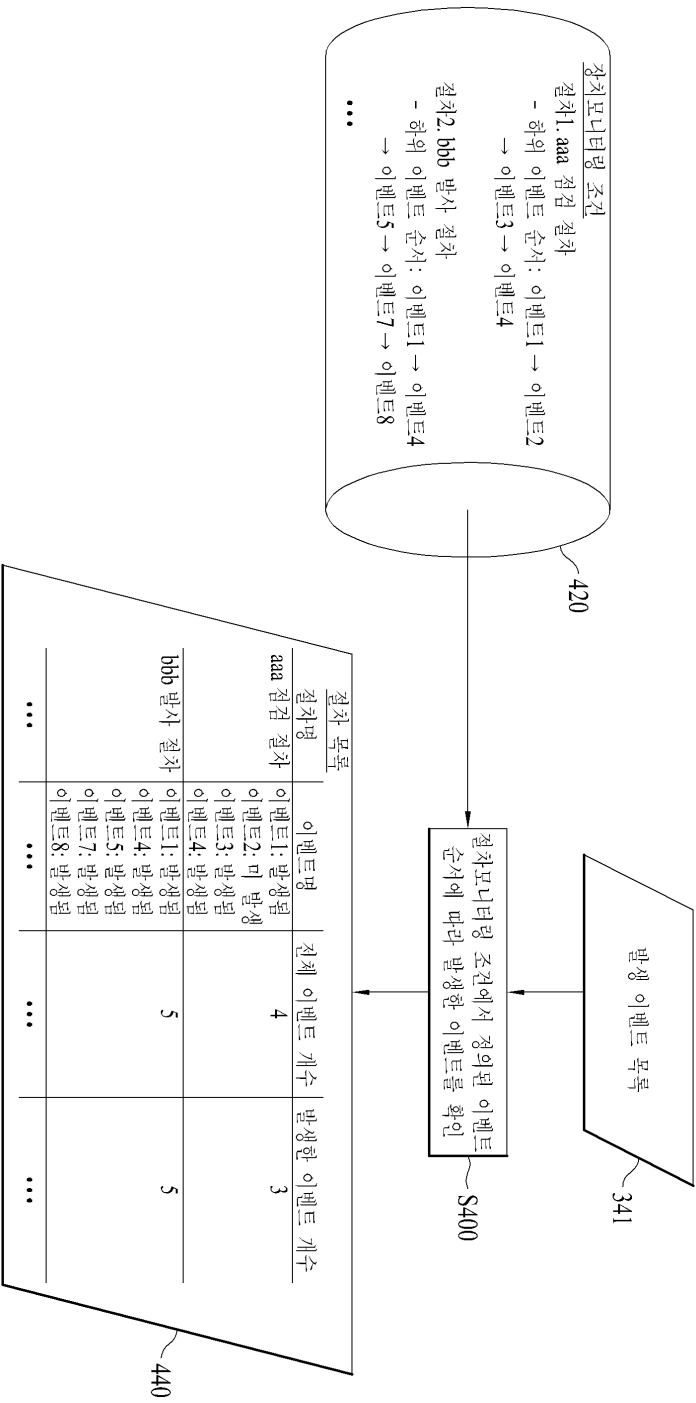 발생 이벤트 목록
341
장치모니터링 조건
절차1. aaa 점검 절차
- 하위 이벤트 순서: 이벤트1 → 이벤트2
→ 이벤트3 → 이벤트4
절차2. bbb 발사 절차
- 하위 이벤트 순서: 이벤트1 → 이벤트4
→ 이벤트5 → 이벤트7 → 이벤트8
•••
420
절차모니터링 조건에서 정의된 이벤트
순서에 따라 발생한 이벤트를 확인
S400
절차 목록
절차명 이벤트명 전체 이벤트 개수 발생한 이벤트 개수
aaa 점검 절차 이벤트1: 발생됨 4 3
이벤트2: 미 발생
이벤트3: 발생됨
이벤트4: 발생됨
bbb 발사 절차 이벤트1: 발생됨 5 5
이벤트4: 발생됨
이벤트5: 발생됨
이벤트7: 발생됨
이벤트8: 발생됨
••• ••• ••• •••
440